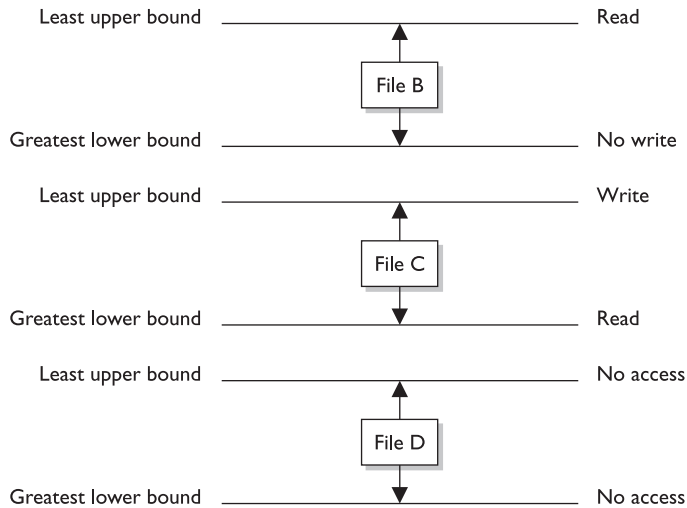 Least upper bound Read
File B
Greatest lower bound No write
Least upper bound Write
File C
Greatest lower bound Read
Least upper bound No access
File D
Greatest lower bound No access